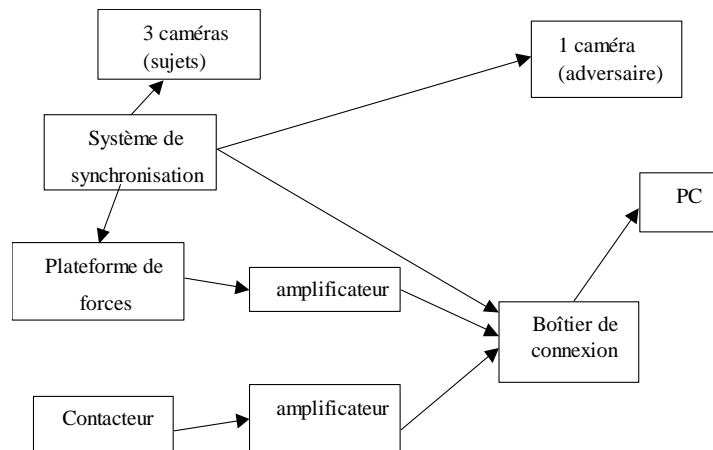 3 caméras
(sujets)
1 caméra
(adversaire)
Système de
synchronisation
PC
Plateforme de
forces
amplificateur
Boîtier de
connexion
Contacteur
amplificateur